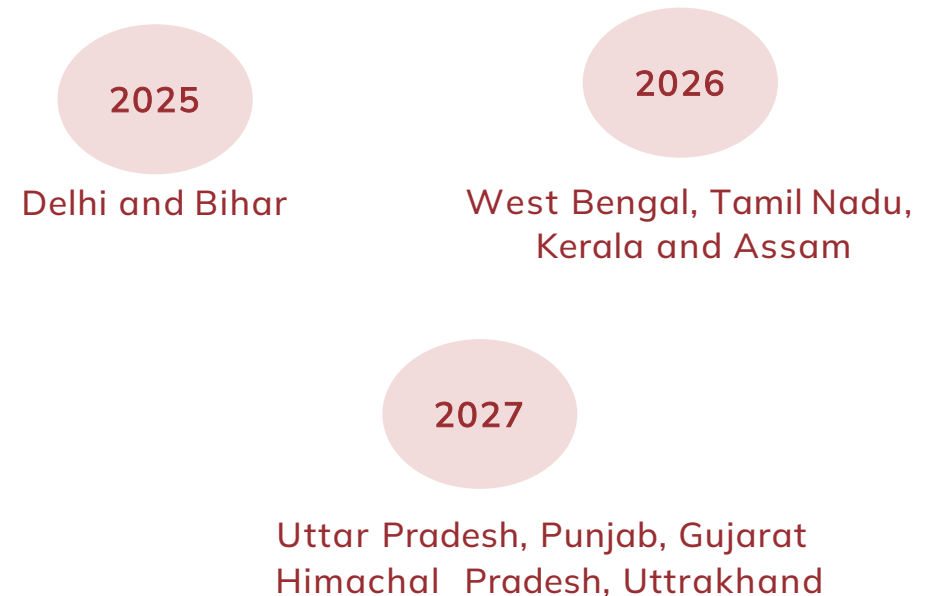 2025
Delhi and Bihar
2026
West Bengal, Tamil Nadu,
Kerala and Assam
2027
Uttar Pradesh, Punjab, Gujarat
Himachal Pradesh, Uttrakhand